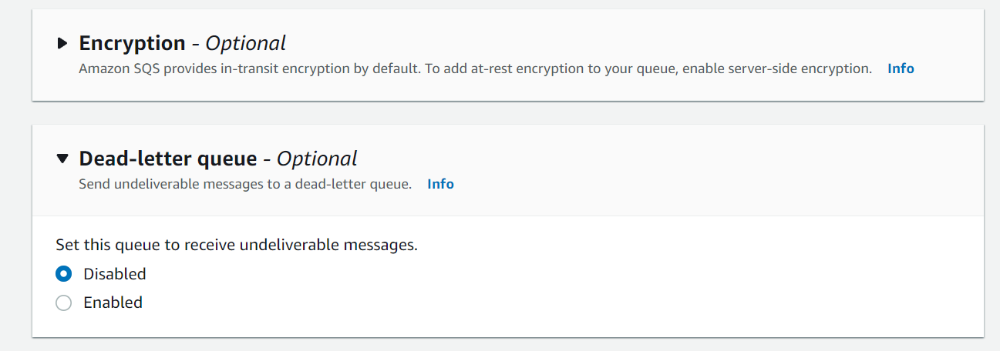 Encryption - Optional
Amazon SQS provides in-transit encryption by default. To add at-rest encryption to your queue, enable server-side encryption. Info
Dead-letter queue - Optional
Send undeliverable messages to a dead-letter queue. Info
Set this queue to receive undeliverable messages.
Disabled
Enabled